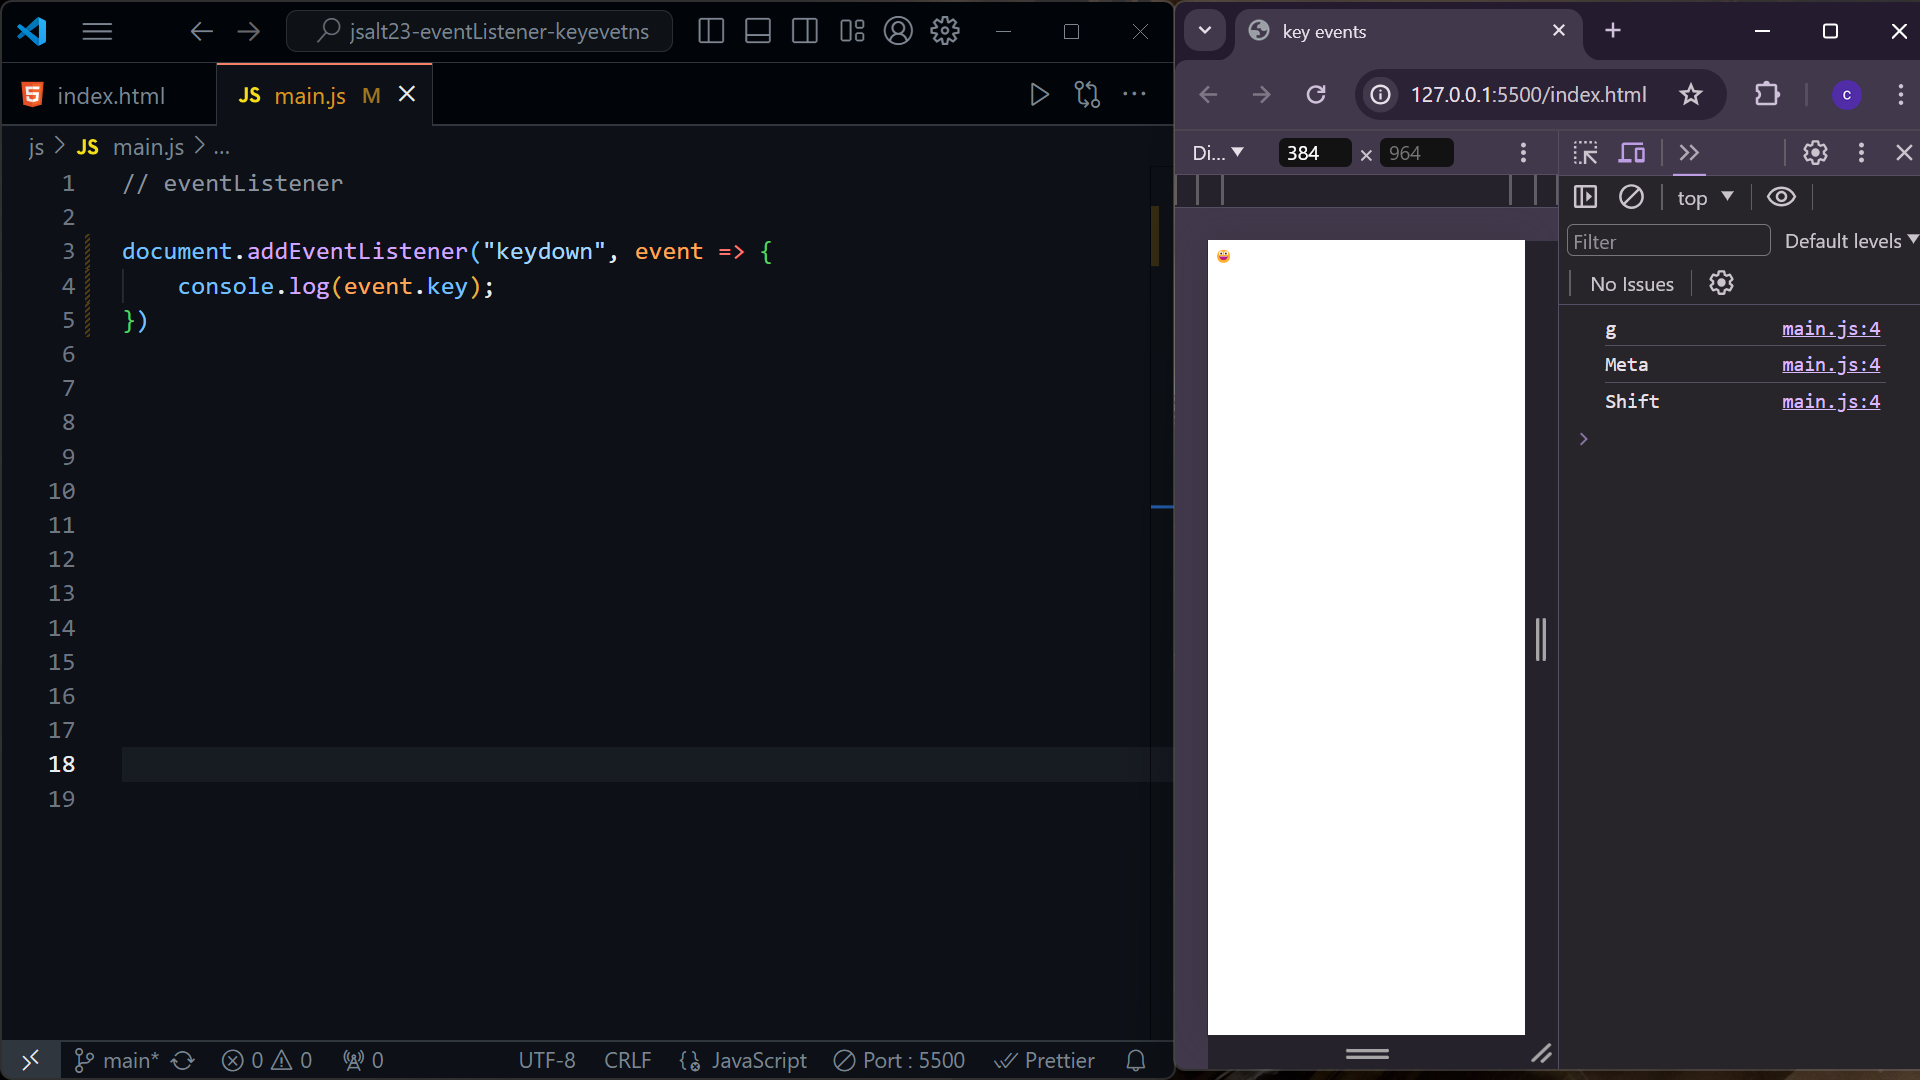 jsalt23-eventListener-keyevetns
index.html
JS main.js M
js > JS main.js > ...
1 // eventListener
2
3 document.addEventListener("keydown", event => {
4 console.log(event.key);
5 })
6
7
8
9
10
11
12
13
14
15
16
17
18
19
main* 0 0 0 UTF-8 CRLF {} JavaScript Port : 5500 Prettier
key events
127.0.0.1:5500/index.html
c
Di... 384 × 964
top
Filter Default levels
No Issues
g main.js:4
Meta main.js:4
Shift main.js:4